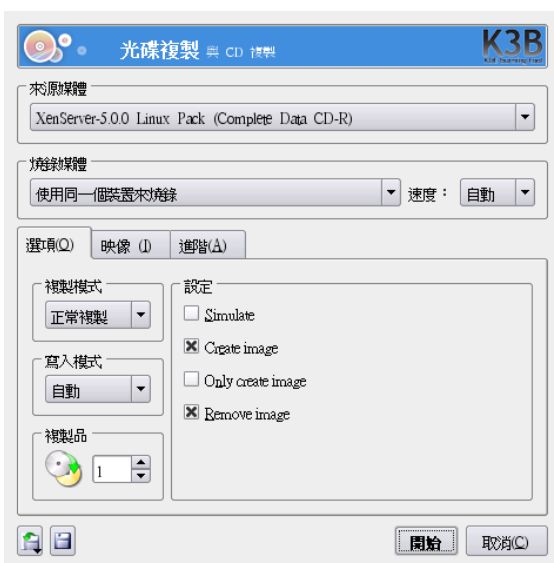 光碟複製 與 CD 複製
K3B
來源媒體
XenServer-5.0.0 Linux Pack (Complete Data CD-R)
燒錄媒體
使用同一個裝置來燒錄
速度：
自動
選項(O)
映像 (I)
進階(A)
複製模式
正常複製
寫入模式
自動
複製品
1
設定
Simulate
Create image
Only create image
Remove image
開始
取消(C)